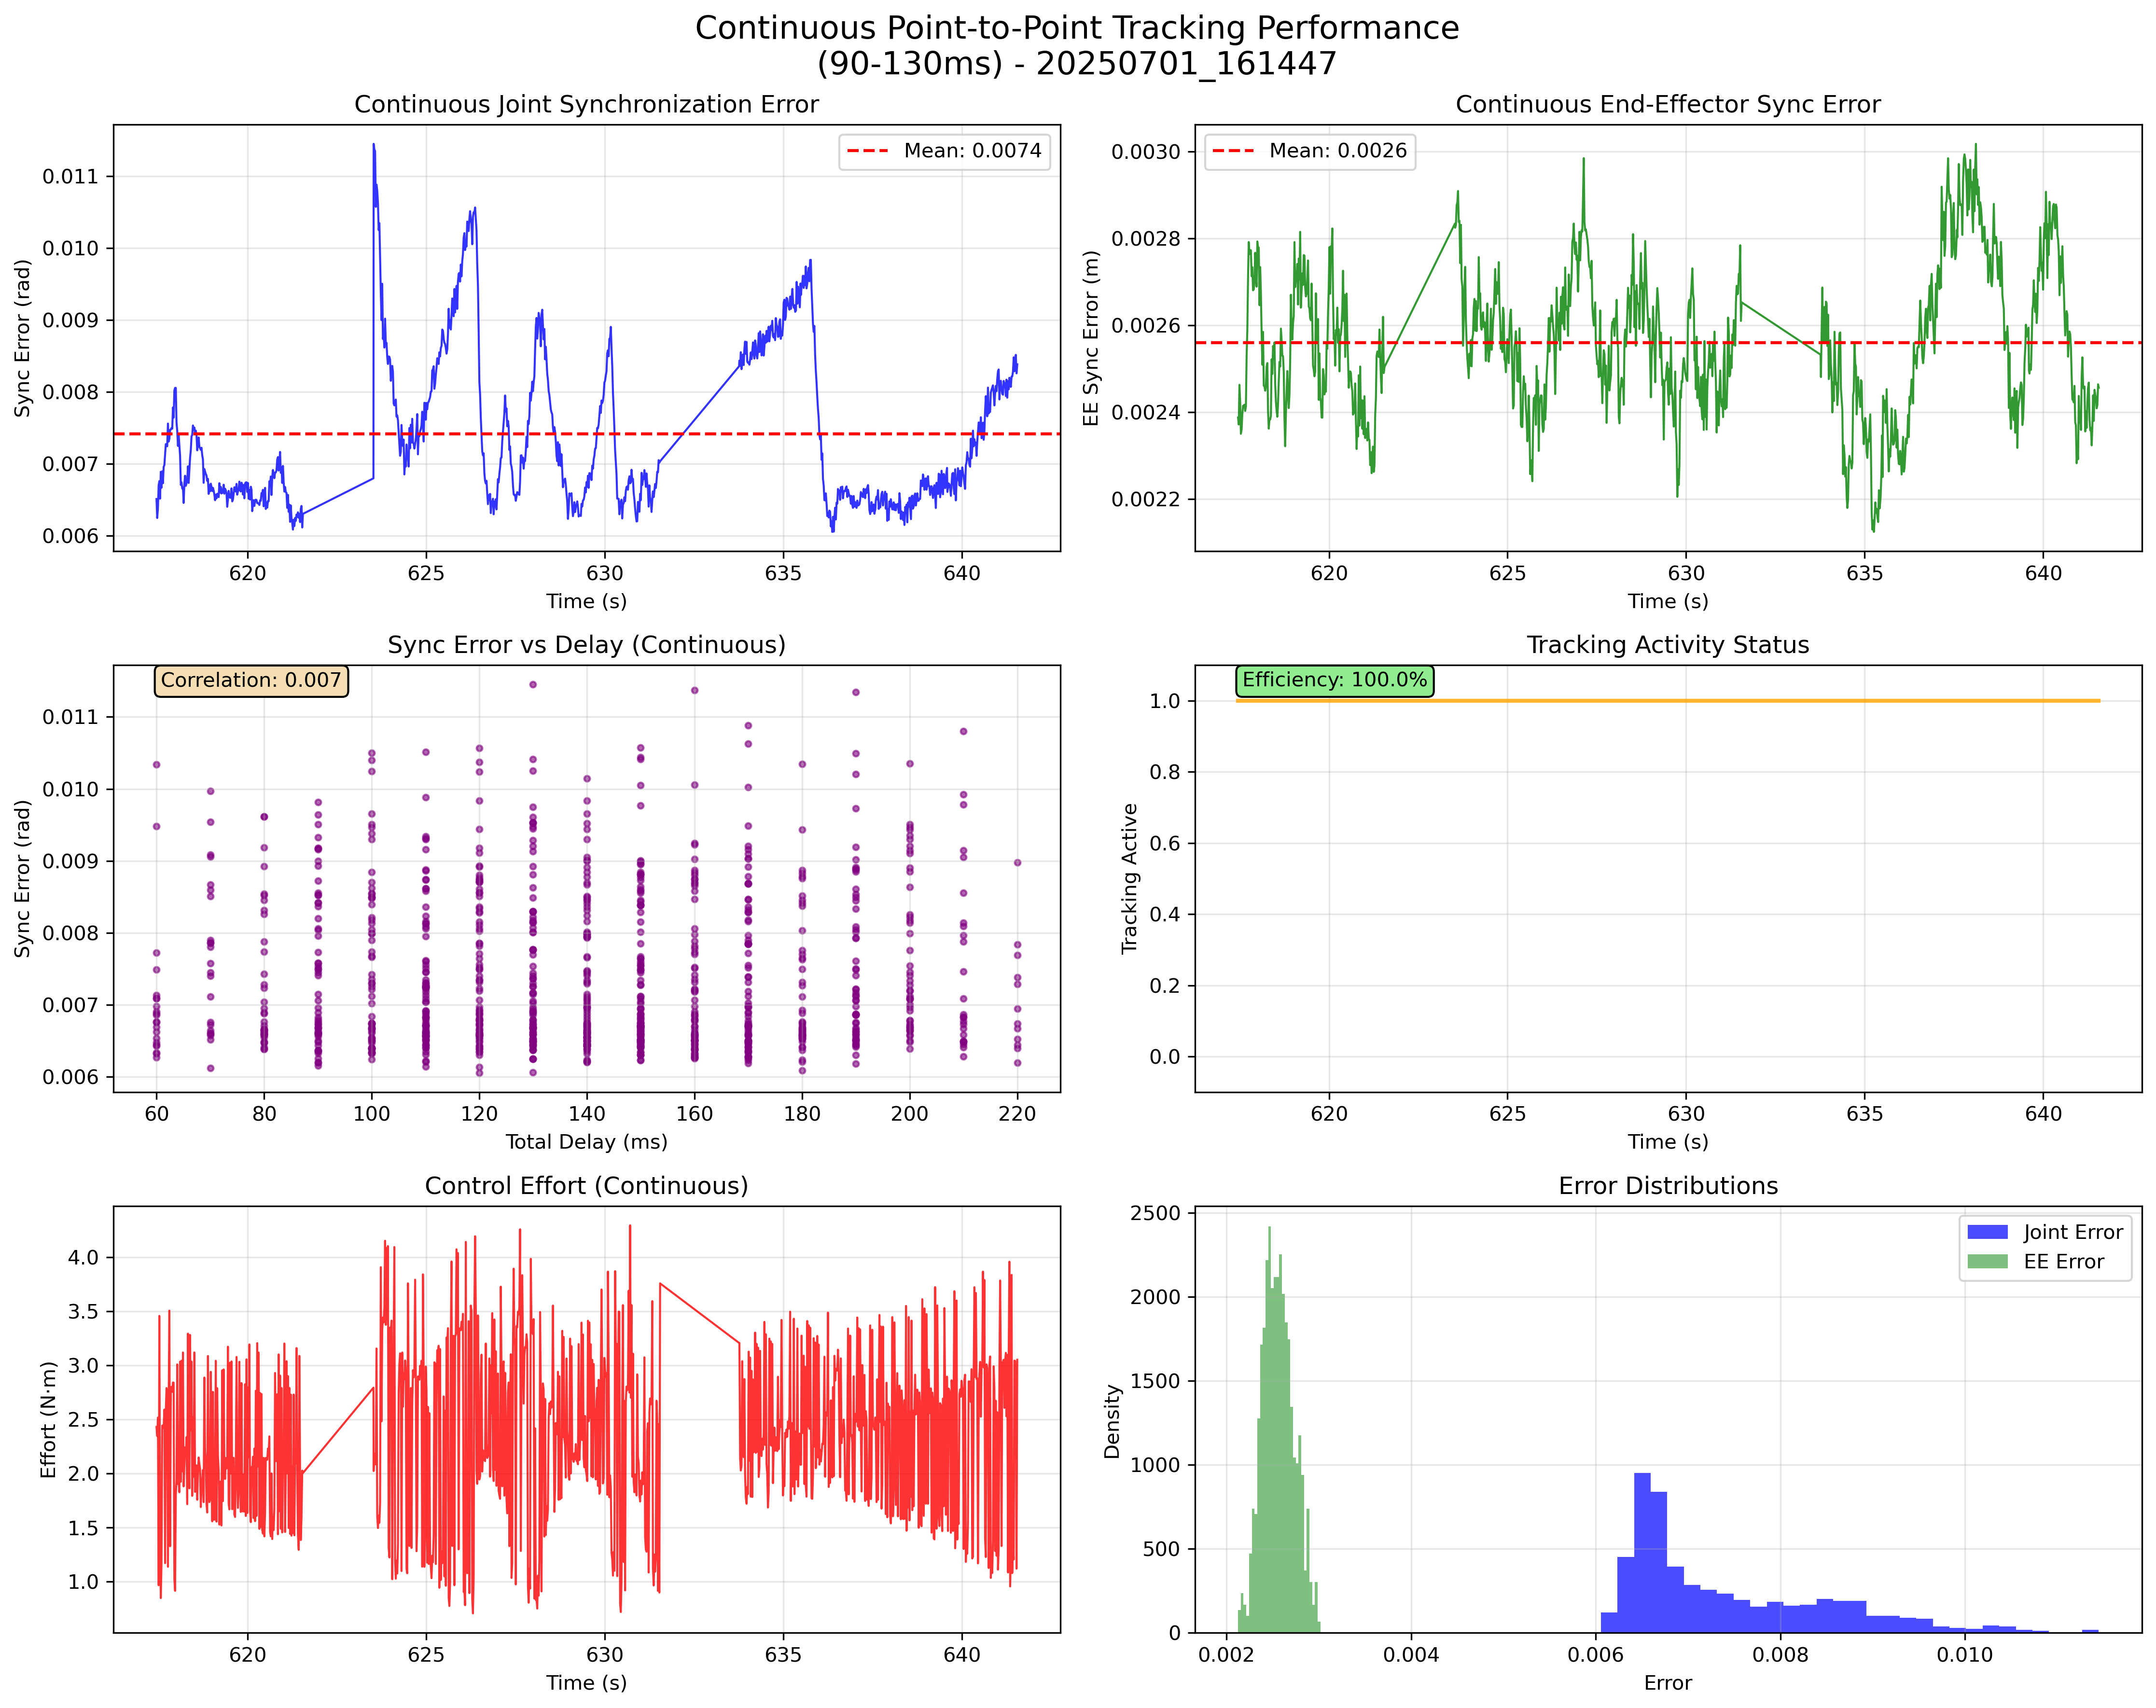 Continuous Point-to-Point Tracking Performance
(90-130ms) - 20250701_161447
Continuous Joint Synchronization Error
Mean: 0.0074
Sync Error (rad)
0.011
0.010
0.009
0.008
0.007
0.006
620
625
630
635
640
Time (s)
Continuous End-Effector Sync Error
Mean: 0.0026
EE Sync Error (m)
0.0030
0.0028
0.0026
0.0024
0.0022
620
625
630
635
640
Time (s)
Sync Error vs Delay (Continuous)
Correlation: 0.007
Sync Error (rad)
0.011
0.010
0.009
0.008
0.007
0.006
60
80
100
120
140
160
180
200
220
Total Delay (ms)
Tracking Activity Status
Efficiency: 100.0%
Tracking Active
1.0
0.8
0.6
0.4
0.2
0.0
620
625
630
635
640
Time (s)
Control Effort (Continuous)
Effort (N·m)
4.0
3.5
3.0
2.5
2.0
1.5
1.0
620
625
630
635
640
Time (s)
Error Distributions
Joint Error
EE Error
Density
2500
2000
1500
1000
500
0
0.002
0.004
0.006
0.008
0.010
Error